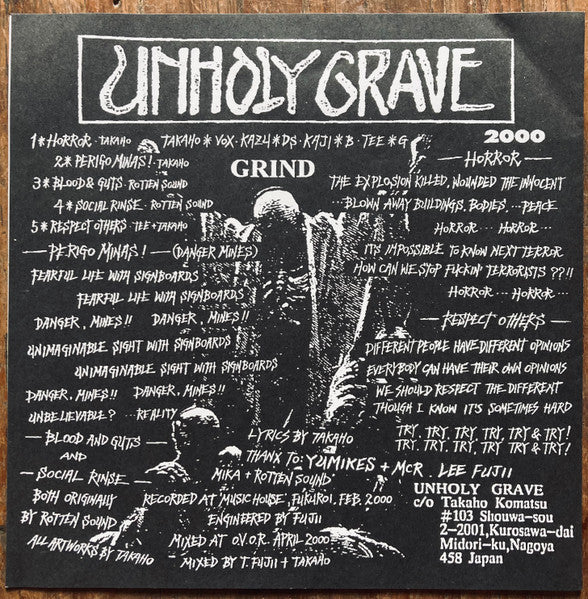 UNHOLY GRAVE
1*HORROR · TAKAHO
TAKAHO * VOX · KAZU * DS · KAJI * B · TEE * G
2000
2*PERIGO MINAS! · TAKAHO
GRIND
3*BLOOD & GUTS · ROTTEN SOUND
4*SOCIAL RINSE · ROTTEN SOUND
5*RESPECT OTHERS · TEE + TAKAHO
— PERIGO MINAS! — (DANGER MINES)
FEARFUL LIFE WITH SIGNBOARDS
FEARFUL LIFE WITH SIGNBOARDS
DANGER, MINES!! DANGER, MINES!!
UNIMAGINABLE SIGHT WITH SIGNBOARDS
UNIMAGINABLE SIGHT WITH SIGNBOARDS
DANGER, MINES!! DANGER, MINES!!
UNBELIEVABLE? ... REALITY
— BLOOD AND GUTS —
AND
— SOCIAL RINSE —
BOTH ORIGINALLY
BY ROTTEN SOUND
ALL ARTWORKS BY TAKAHO
— HORROR —
THE EXPLOSION KILLED, WOUNDED THE INNOCENT
BLOWN AWAY BUILDINGS, BODIES ... PEACE
HORROR ... HORROR ...
IT'S IMPOSSIBLE TO KNOW NEXT TERROR
HOW CAN WE STOP FUCKIN' TERRORISTS ??!!
HORROR ... HORROR ...
— RESPECT OTHERS —
DIFFERENT PEOPLE HAVE DIFFERENT OPINIONS
EVERYBODY CAN HAVE THEIR OWN OPINIONS
WE SHOULD RESPECT THE DIFFERENT
THOUGH I KNOW IT'S SOMETIMES HARD
TRY, TRY, TRY, TRY, TRY & TRY!
TRY, TRY, TRY, TRY, TRY & TRY!
LYRICS BY TAKAHO
THANX TO: YUMIKES + MCR LEE FUJII
MIKA + ROTTEN SOUND
RECORDED AT MUSIC HOUSE, FUKUROI, FEB. 2000
ENGINEERED BY FUJII
MIXED AT O.V.O.R. APRIL 2000
MIXED BY T. FUJII + TAKAHO
UNHOLY GRAVE
c/o Takaho Komatsu
#103 Shouwa-sou
2-2001, Kurosawa-dai
Midori-ku, Nagoya
458 Japan